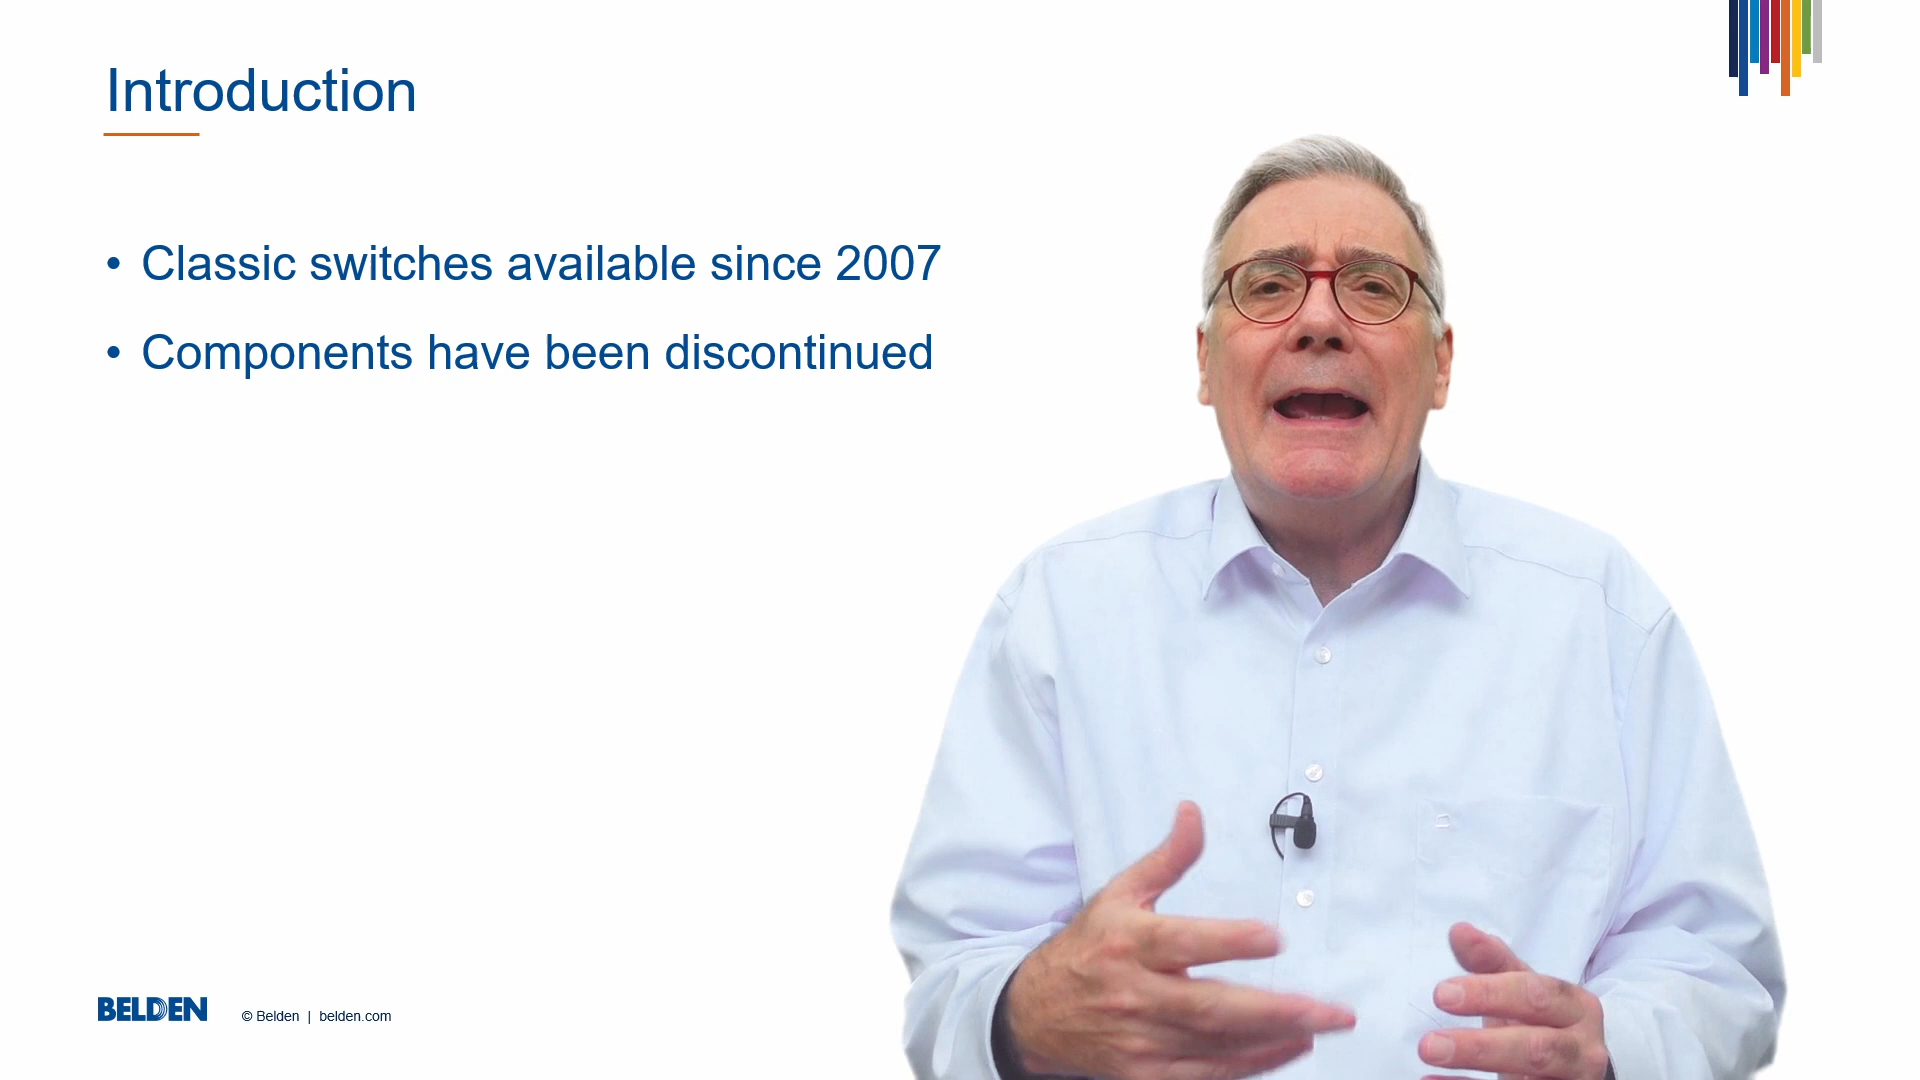 Introduction
• Classic switches available since 2007
• Components have been discontinued
BELDEN © Belden | belden.com